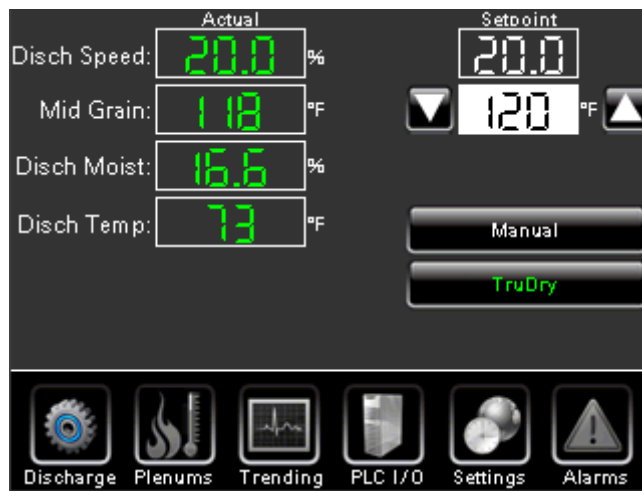 Actual Setpoint
Disch Speed: 20.0 % 20.0
Mid Grain: 118 °F 120 °F
Disch Moist: 16.6 %
Disch Temp: 73 °F
Manual
TruDry
Discharge Plenums Trending PLC I/O Settings Alarms